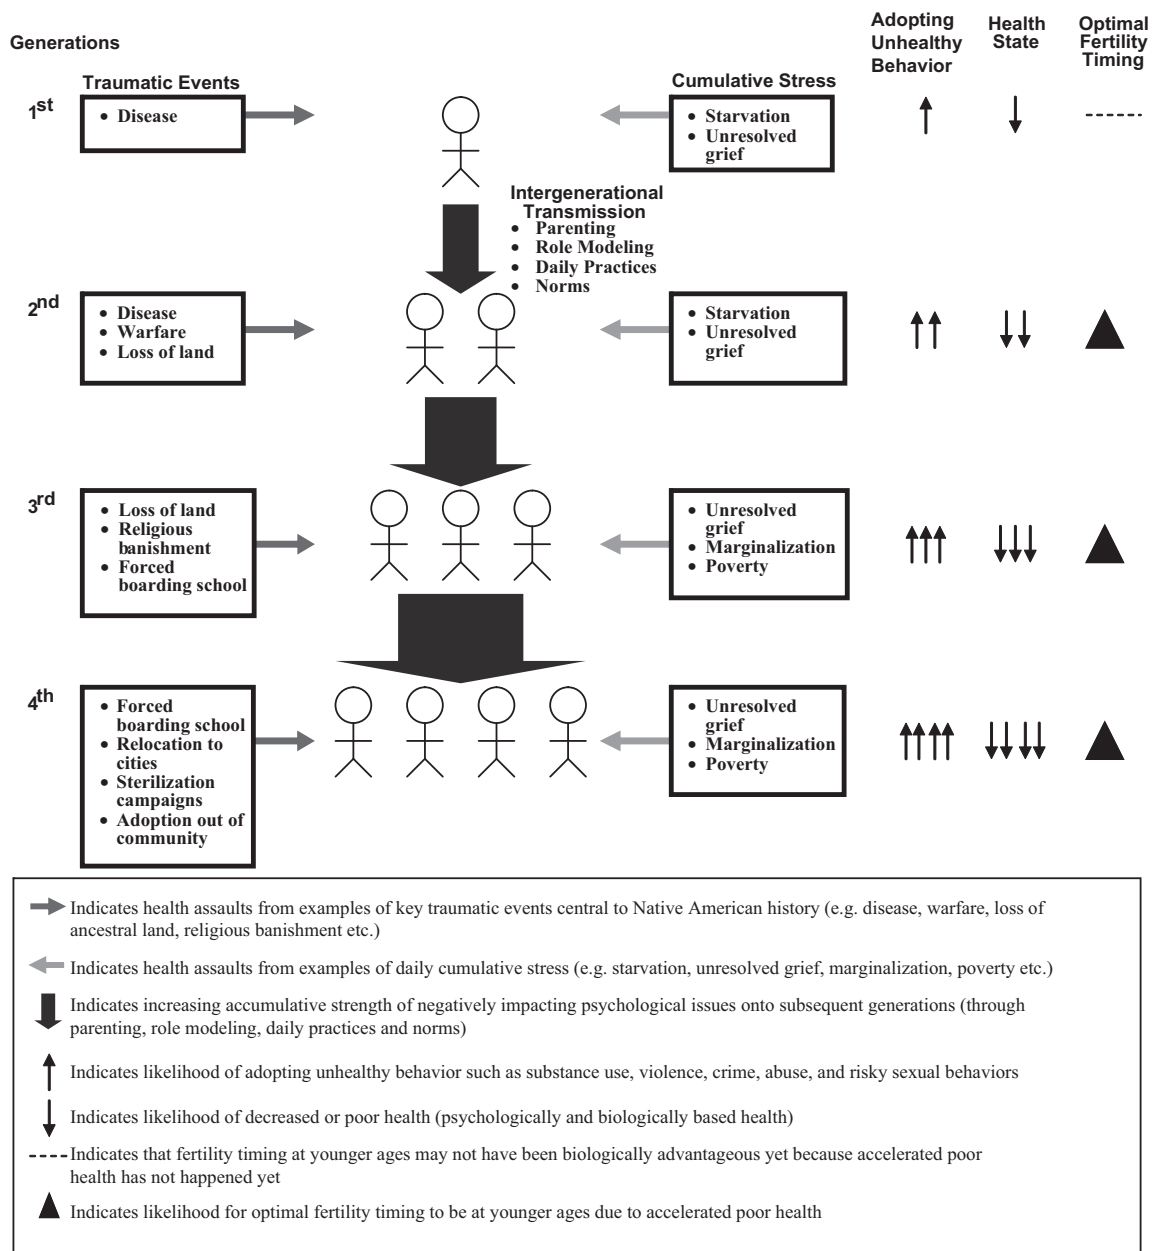 Generations
Adopting
Unhealthy
Behavior
Health
State
Optimal
Fertility
Timing
Traumatic Events
Cumulative Stress
1st
• Disease
• Starvation
• Unresolved
grief
Intergenerational
Transmission
• Parenting
• Role Modeling
• Daily Practices
• Norms
2nd
• Disease
• Warfare
• Loss of land
• Starvation
• Unresolved
grief
3rd
• Loss of land
• Religious
banishment
• Forced
boarding school
• Unresolved
grief
• Marginalization
• Poverty
4th
• Forced
boarding school
• Relocation to
cities
• Sterilization
campaigns
• Adoption out of
community
• Unresolved
grief
• Marginalization
• Poverty
Indicates health assaults from examples of key traumatic events central to Native American history (e.g. disease, warfare, loss of
ancestral land, religious banishment etc.)
Indicates health assaults from examples of daily cumulative stress (e.g. starvation, unresolved grief, marginalization, poverty etc.)
Indicates increasing accumulative strength of negatively impacting psychological issues onto subsequent generations (through
parenting, role modeling, daily practices and norms)
Indicates likelihood of adopting unhealthy behavior such as substance use, violence, crime, abuse, and risky sexual behaviors
Indicates likelihood of decreased or poor health (psychologically and biologically based health)
Indicates that fertility timing at younger ages may not have been biologically advantageous yet because accelerated poor
health has not happened yet
Indicates likelihood for optimal fertility timing to be at younger ages due to accelerated poor health